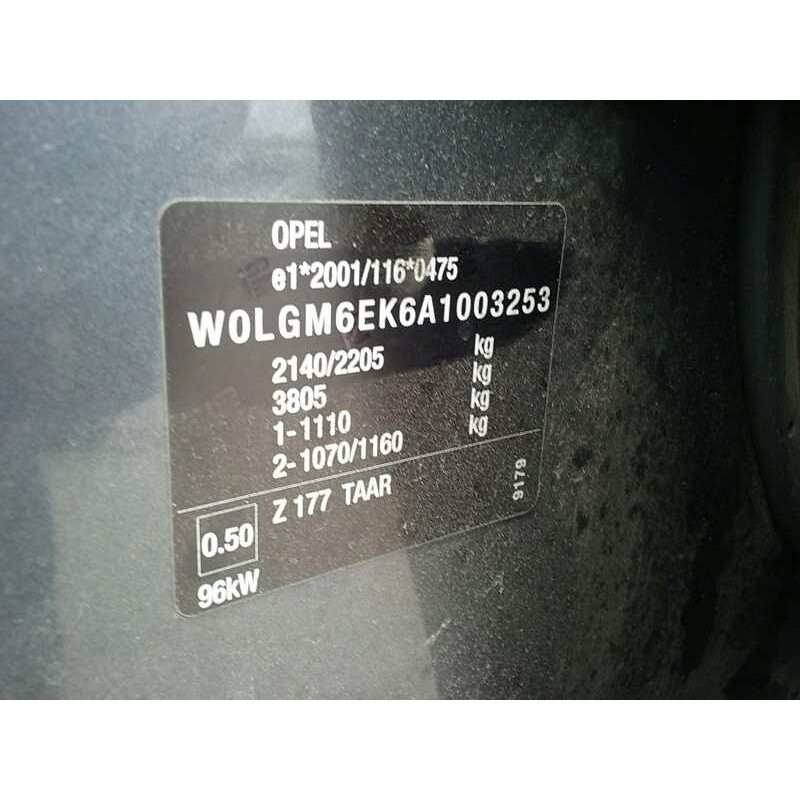 OPEL
e1*2001/116*0475
W0LGM6EK6A1003253
2140/2205 kg
3805 kg
1-1110 kg
2-1070/1160 kg
Z 177 TAAR
9179
0.50
96kW